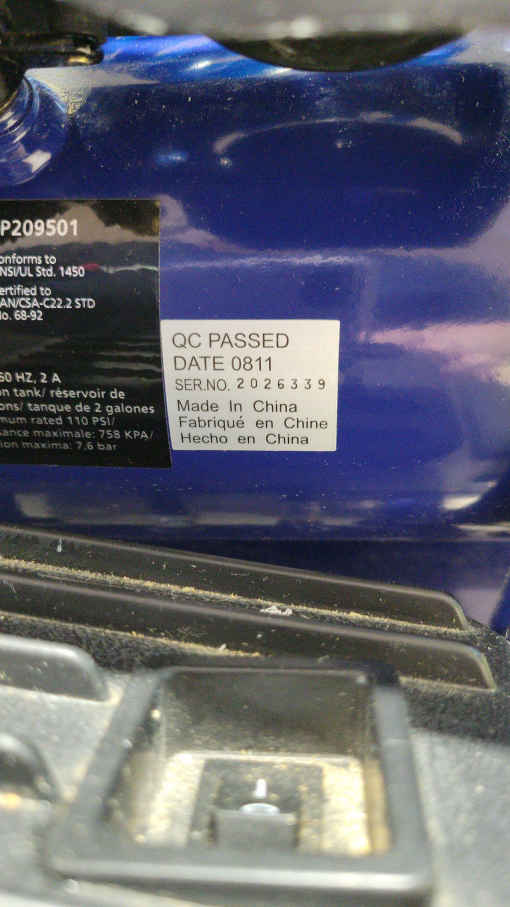 P209501
onforms to
NSI/UL Std. 1450
ertified to
AN/CSA-C22.2 STD
No. 68-92
60 HZ, 2 A
on tank/ réservoir de
ons/ tanque de 2 galones
mum rated 110 PSI/
sance maximale: 758 KPA/
ion maxima: 7,6 bar
QC PASSED
DATE 0811
SER.NO. 2026339
Made In China
Fabriqué en Chine
Hecho en China